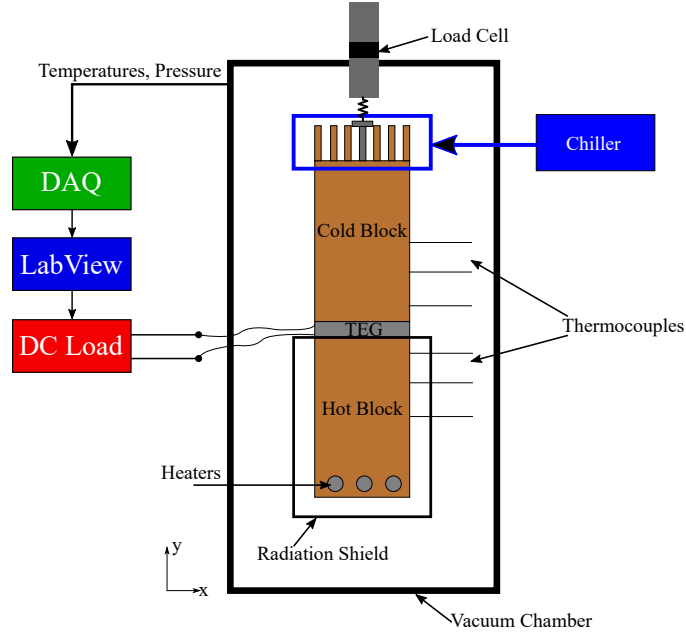 Load Cell
Temperatures, Pressure
Chiller
DAQ
Cold Block
LabView
Thermocouples
TEG
DC Load
Hot Block
Heaters
Radiation Shield
y
x
Vacuum Chamber